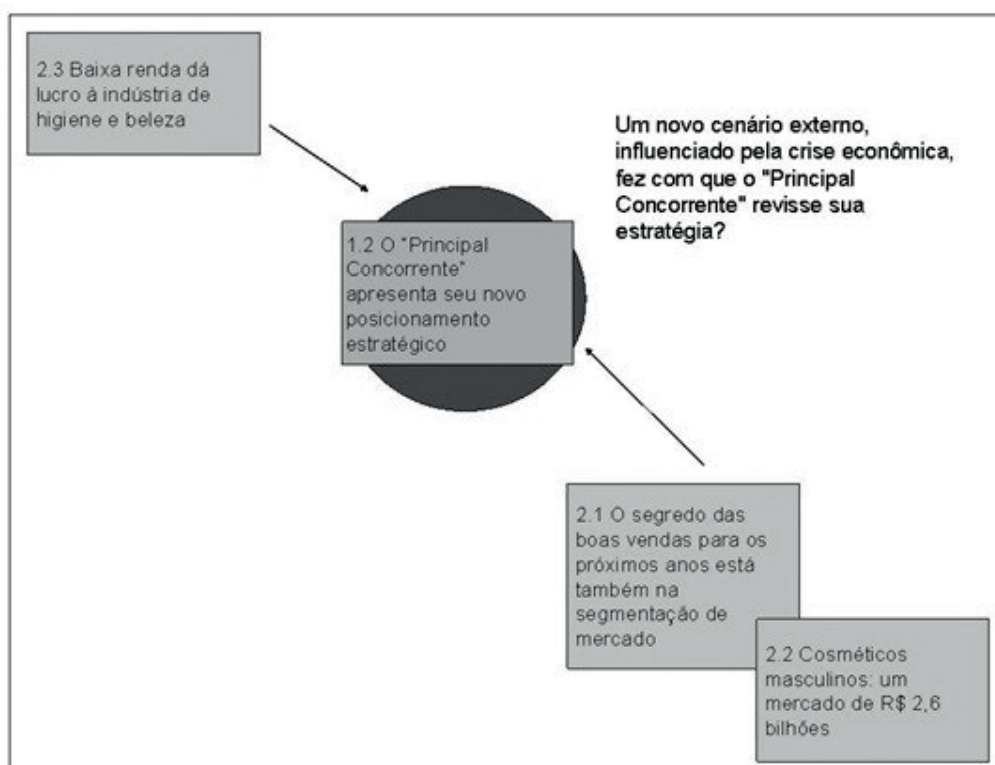 2.3 Baixa renda dá
lucro à indústria de
higiene e beleza
Um novo cenário externo,
influenciado pela crise econômica,
fez com que o "Principal
Concorrente" revisse sua
estratégia?
1.2 O "Principal
Concorrente"
apresenta seu novo
posicionamento
estratégico
2.1 O segredo das
boas vendas para os
próximos anos está
também na
segmentação de
mercado
2.2 Cosméticos
masculinos: um
mercado de R$ 2,6
bilhões